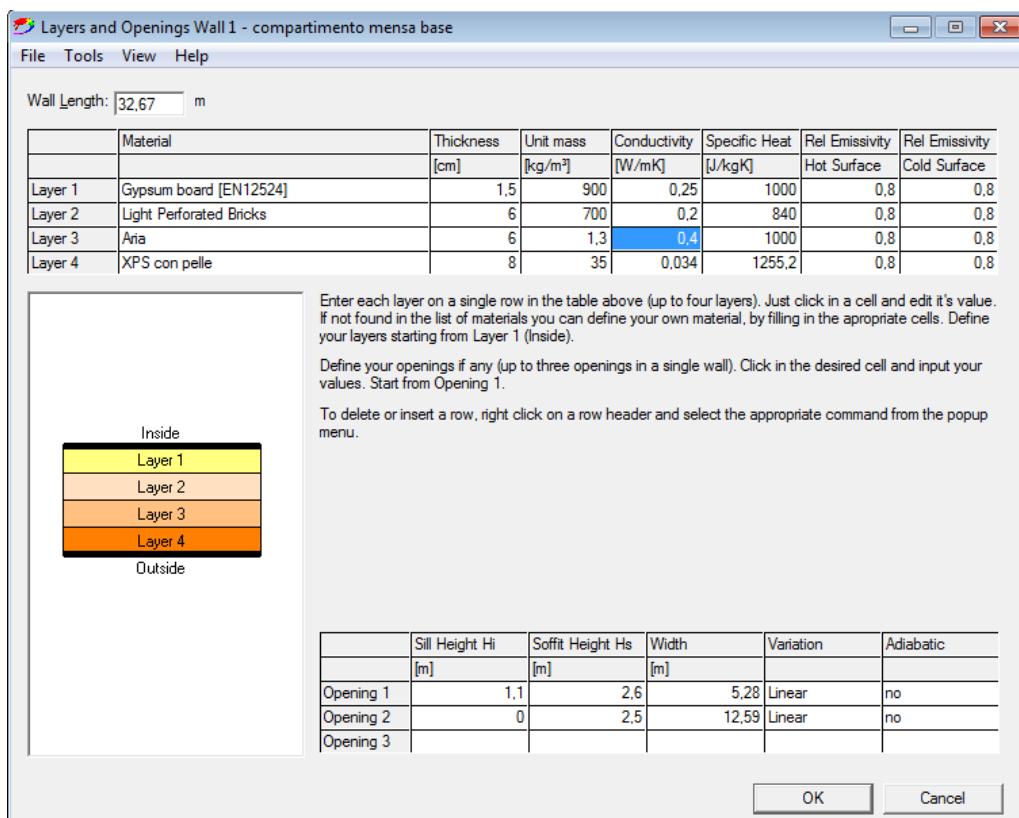 Layers and Openings Wall 1 - compartimento mensa base
File Tools View Help
Wall Length: 32,67 m
Material Thickness Unit mass Conductivity Specific Heat Rel Emissivity Rel Emissivity
[cm] [kg/m³] [W/mK] [J/kgK] Hot Surface Cold Surface
Layer 1 Gypsum board [EN12524] 1,5 900 0,25 1000 0,8 0,8
Layer 2 Light Perforated Bricks 6 700 0,2 840 0,8 0,8
Layer 3 Aria 6 1,3 0,4 1000 0,8 0,8
Layer 4 XPS con pelle 8 35 0,034 1255,2 0,8 0,8
Enter each layer on a single row in the table above (up to four layers). Just click in a cell and edit it's value.
If not found in the list of materials you can define your own material, by filling in the apropriate cells. Define
your layers starting from Layer 1 (Inside).
Define your openings if any (up to three openings in a single wall). Click in the desired cell and input your
values. Start from Opening 1.
To delete or insert a row, right click on a row header and select the appropriate command from the popup
menu.
Inside
Layer 1
Layer 2
Layer 3
Layer 4
Outside
Sill Height Hi Soffit Height Hs Width Variation Adiabatic
[m] [m] [m]
Opening 1 1,1 2,6 5,28 Linear no
Opening 2 0 2,5 12,59 Linear no
Opening 3
OK Cancel